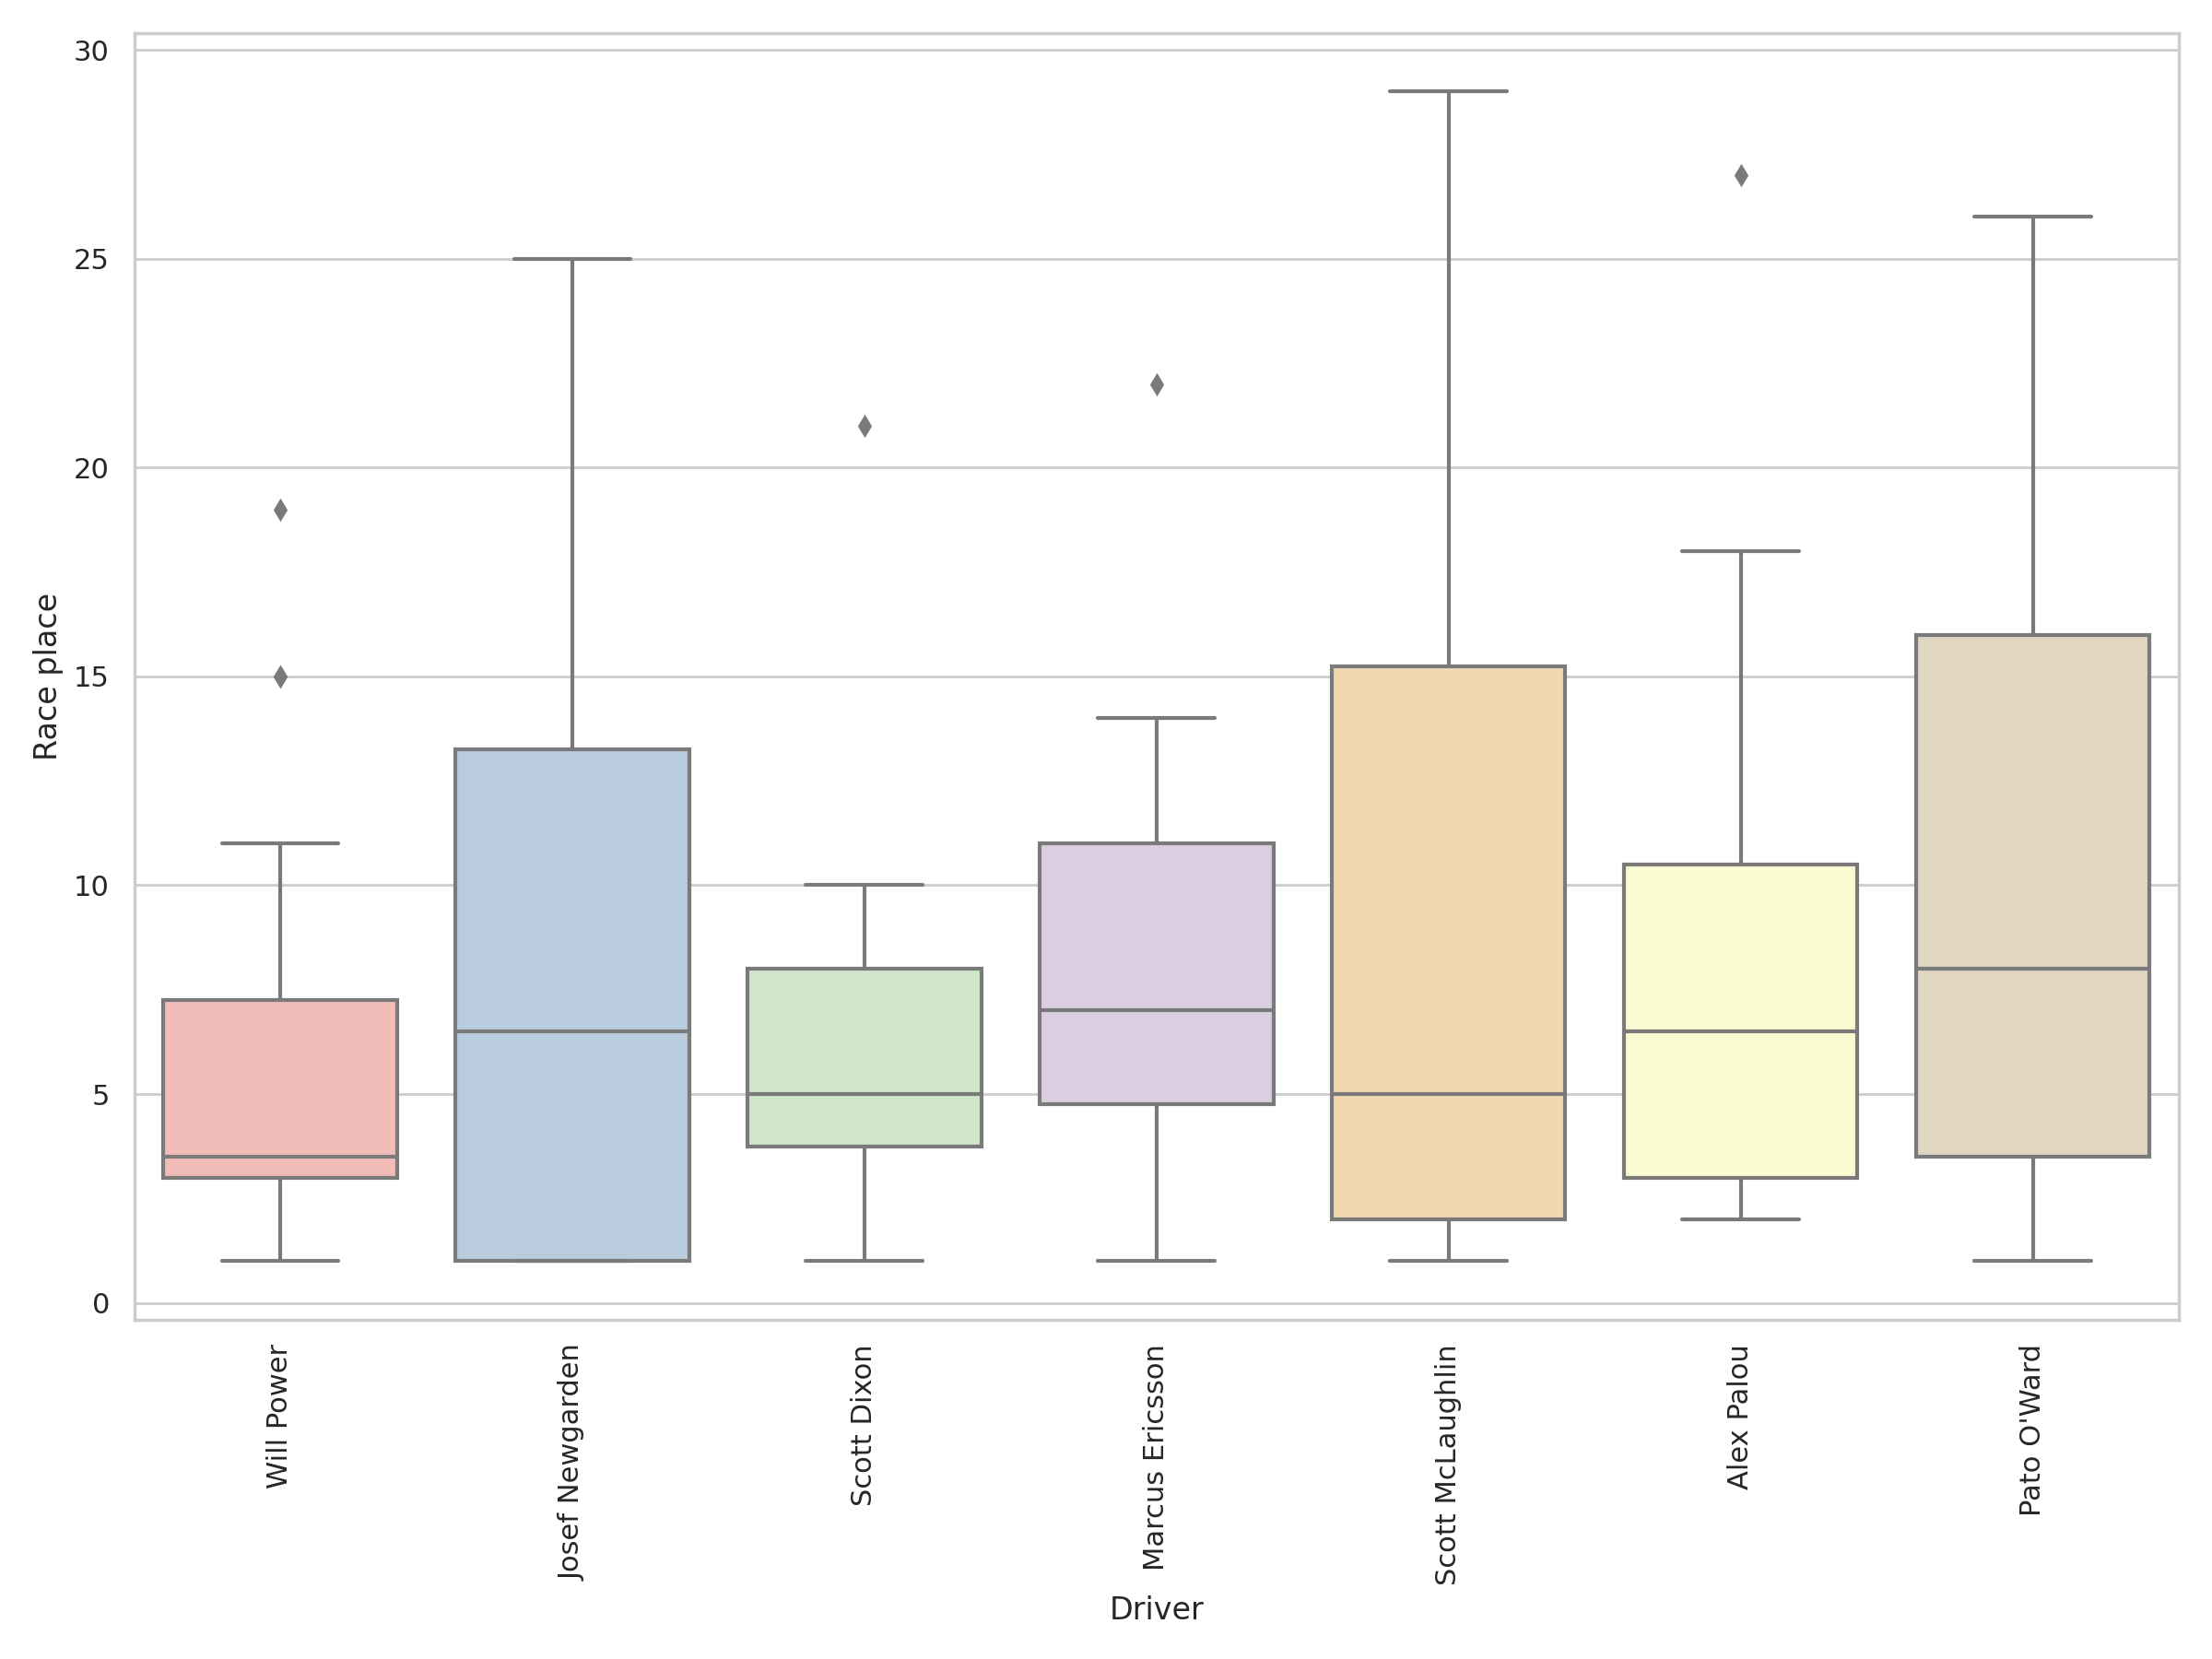 30
25
20
15
10
5
0
Race place
Will Power
Josef Newgarden
Scott Dixon
Marcus Ericsson
Scott McLaughlin
Alex Palou
Pato O'Ward
Driver